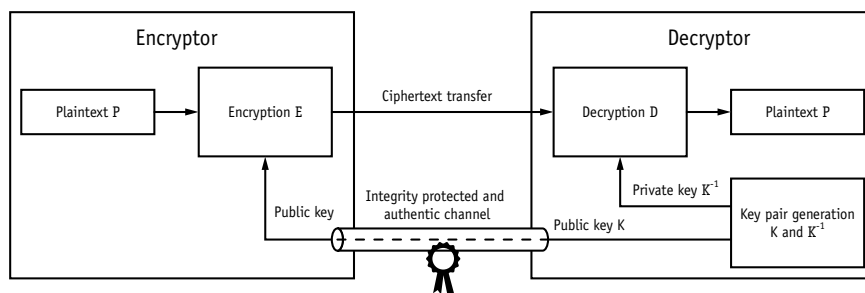 Encryptor
Decryptor
Plaintext P
Encryption E
Ciphertext transfer
Decryption D
Plaintext P
Public key
Integrity protected and
authentic channel
Public key K
Private key K⁻¹
Key pair generation
K and K⁻¹